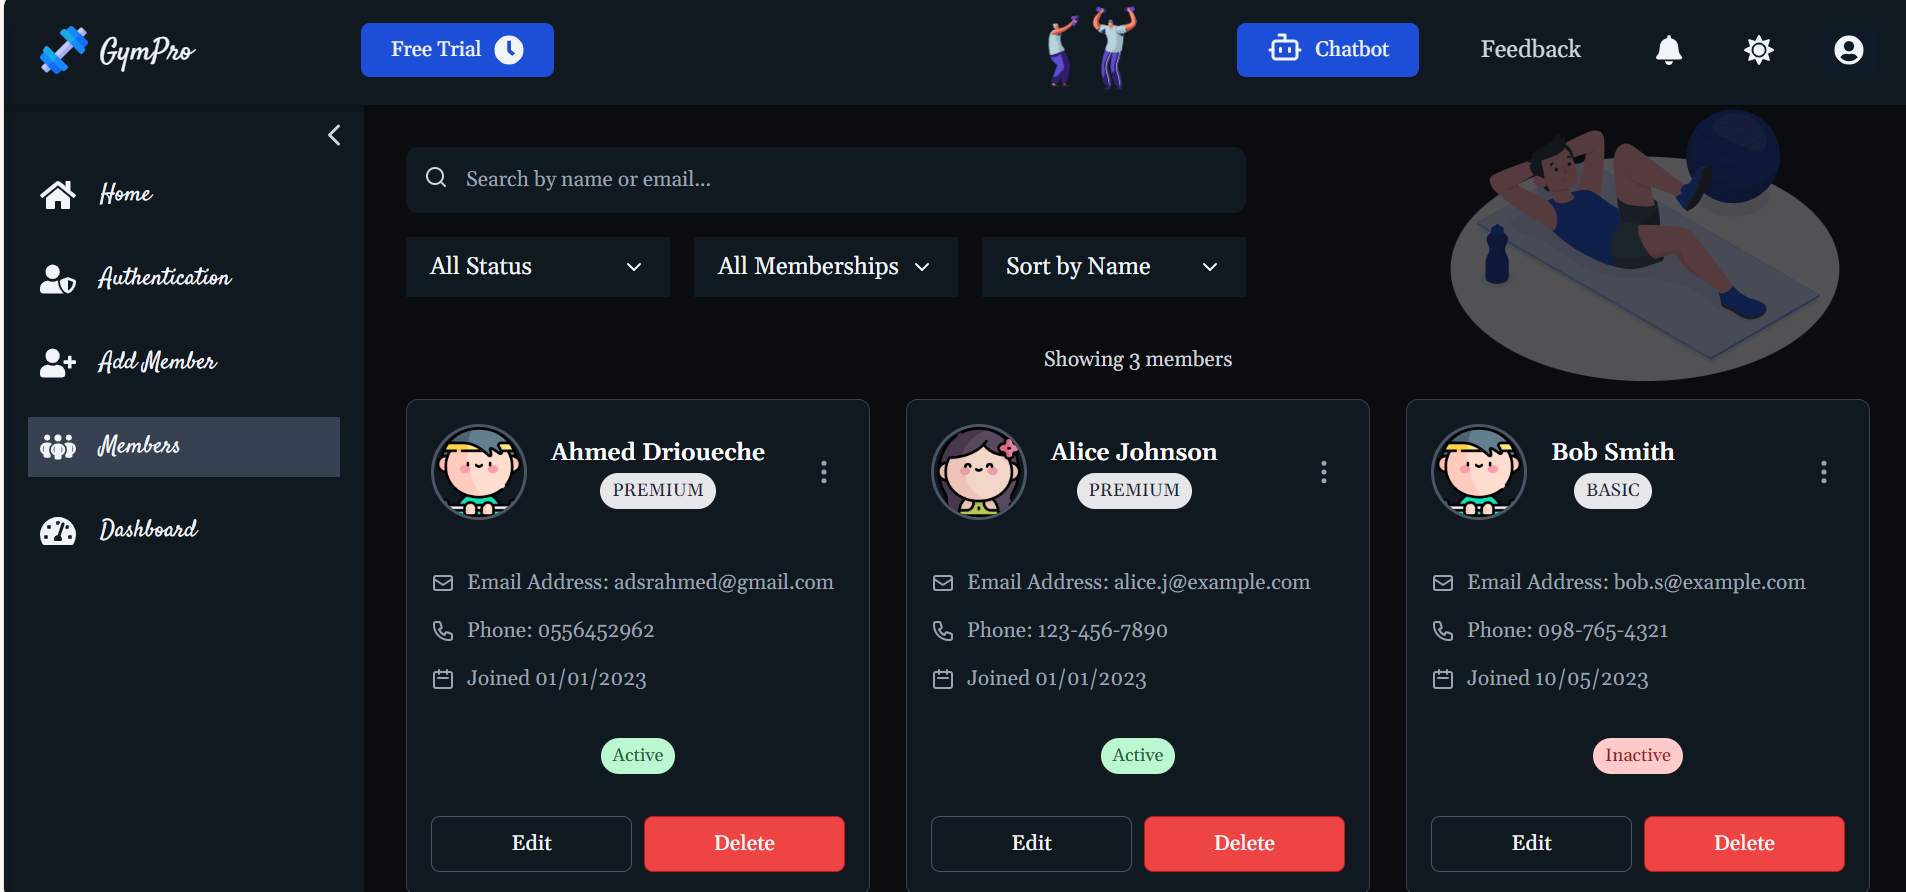 GymPro
Free Trial
Chatbot
Feedback
Home
Authentication
Add Member
Members
Dashboard
Search by name or email...
All Status
All Memberships
Sort by Name
Showing 3 members
Ahmed Drioueche
PREMIUM
Email Address: adsrahmed@gmail.com
Phone: 0556452962
Joined 01/01/2023
Active
Edit
Delete
Alice Johnson
PREMIUM
Email Address: alice.j@example.com
Phone: 123-456-7890
Joined 01/01/2023
Active
Edit
Delete
Bob Smith
BASIC
Email Address: bob.s@example.com
Phone: 098-765-4321
Joined 10/05/2023
Inactive
Edit
Delete